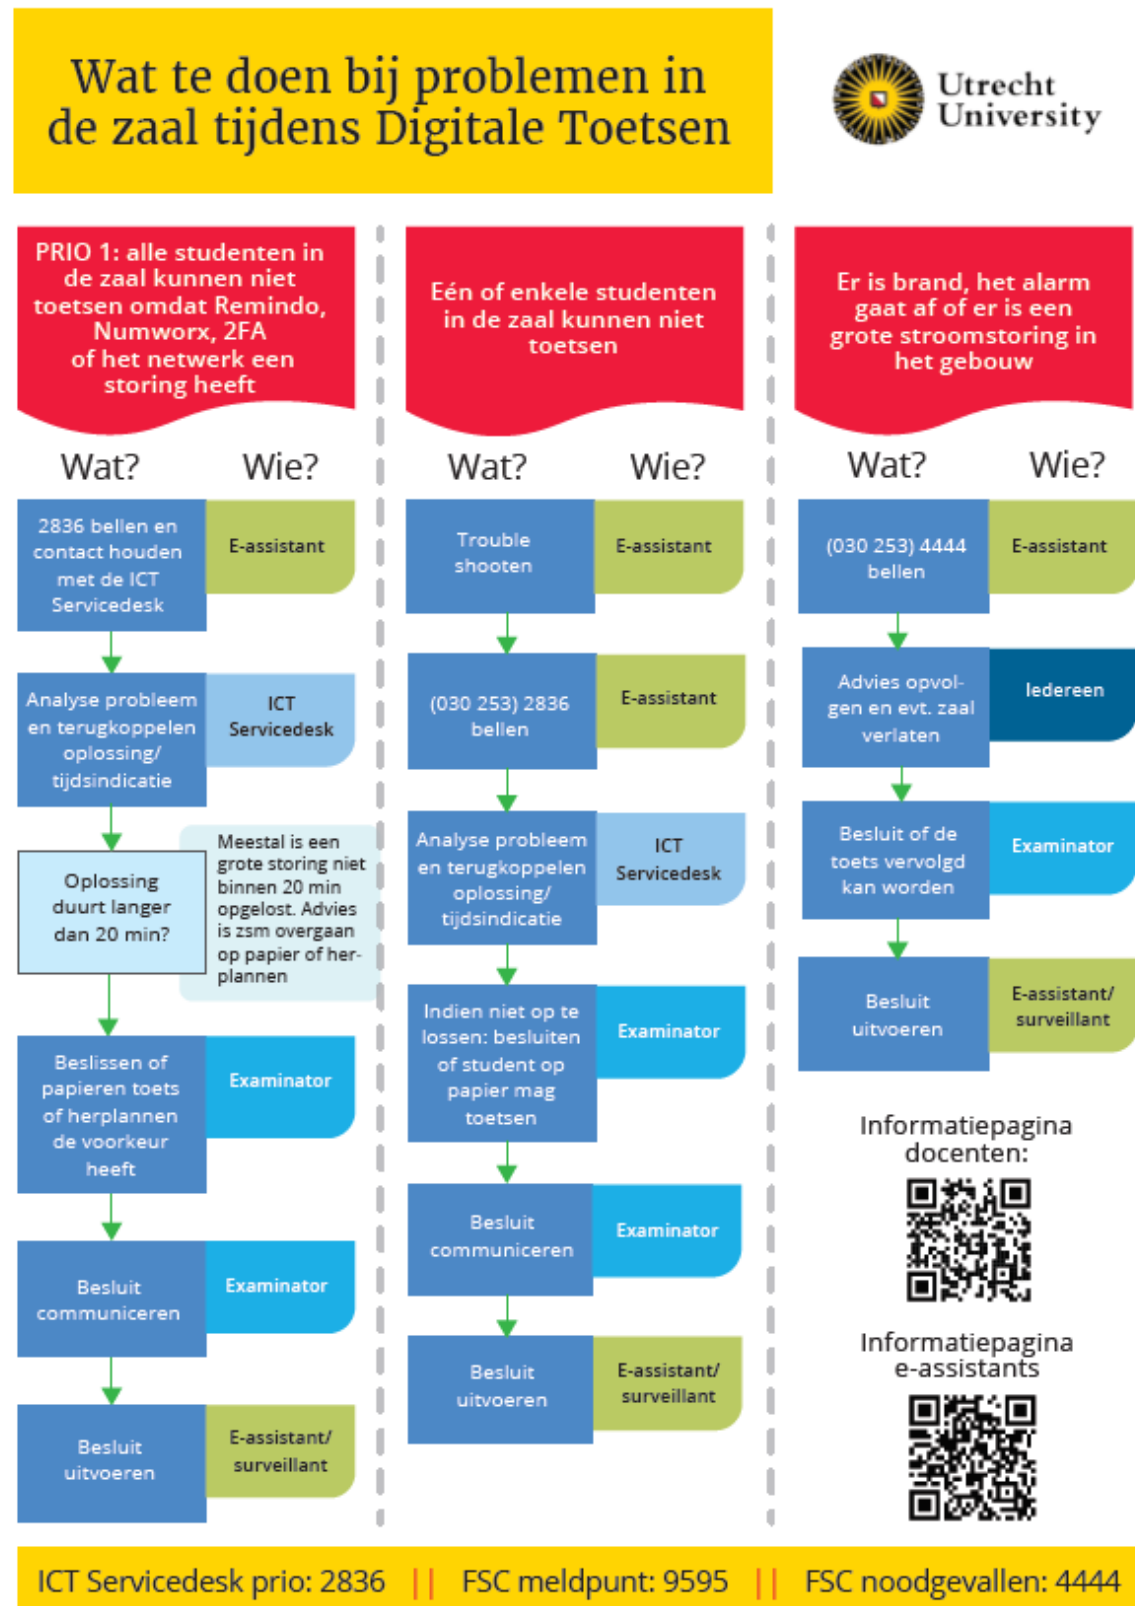 Wat te doen bij problemen in
de zaal tijdens Digitale Toetsen
Utrecht
University
PRIO 1: alle studenten in
de zaal kunnen niet
toetsen omdat Remindo,
Numworx, 2FA
of het netwerk een
storing heeft
Wat?
Wie?
2836 bellen en
contact houden
met de ICT
Servicedesk
E-assistant
Analyse probleem
en terugkoppelen
oplossing/
tijdsindicatie
ICT
Servicedesk
Oplossing
duurt langer
dan 20 min?
Meestal is een
grote storing niet
binnen 20 min
opgelost. Advies
is zsm overgaan
op papier of her-
plannen
Beslissen of
papieren toets
of herplannen
de voorkeur
heeft
Examinator
Besluit
communiceren
Examinator
Besluit
uitvoeren
E-assistant/
surveillant
Eén of enkele studenten
in de zaal kunnen niet
toetsen
Wat?
Wie?
Trouble
shooten
E-assistant
(030 253) 2836
bellen
E-assistant
Analyse probleem
en terugkoppelen
oplossing/
tijdsindicatie
ICT
Servicedesk
Indien niet op te
lossen: besluiten
of student op
papier mag
toetsen
Examinator
Besluit
communiceren
Examinator
Besluit
uitvoeren
E-assistant/
surveillant
Er is brand, het alarm
gaat af of er is een
grote stroomstoring in
het gebouw
Wat?
Wie?
(030 253) 4444
bellen
E-assistant
Advies opvol-
gen en evt. zaal
verlaten
Iedereen
Besluit of de
toets vervolgd
kan worden
Examinator
Besluit
uitvoeren
E-assistant/
surveillant
Informatiepagina
docenten:
Informatiepagina
e-assistants
ICT Servicedesk prio: 2836 || FSC meldpunt: 9595 || FSC noodgevallen: 4444